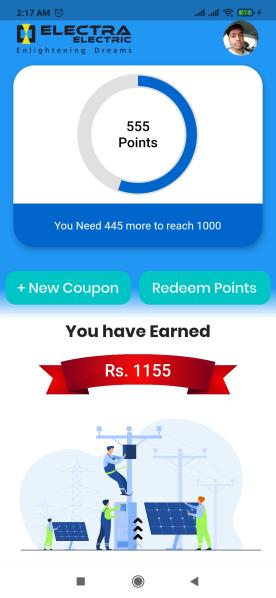 2:17 AM
ELECTRA
ELECTRIC
Enlightening Dreams
555
Points
You Need 445 more to reach 1000
+ New Coupon
Redeem Points
You have Earned
Rs. 1155